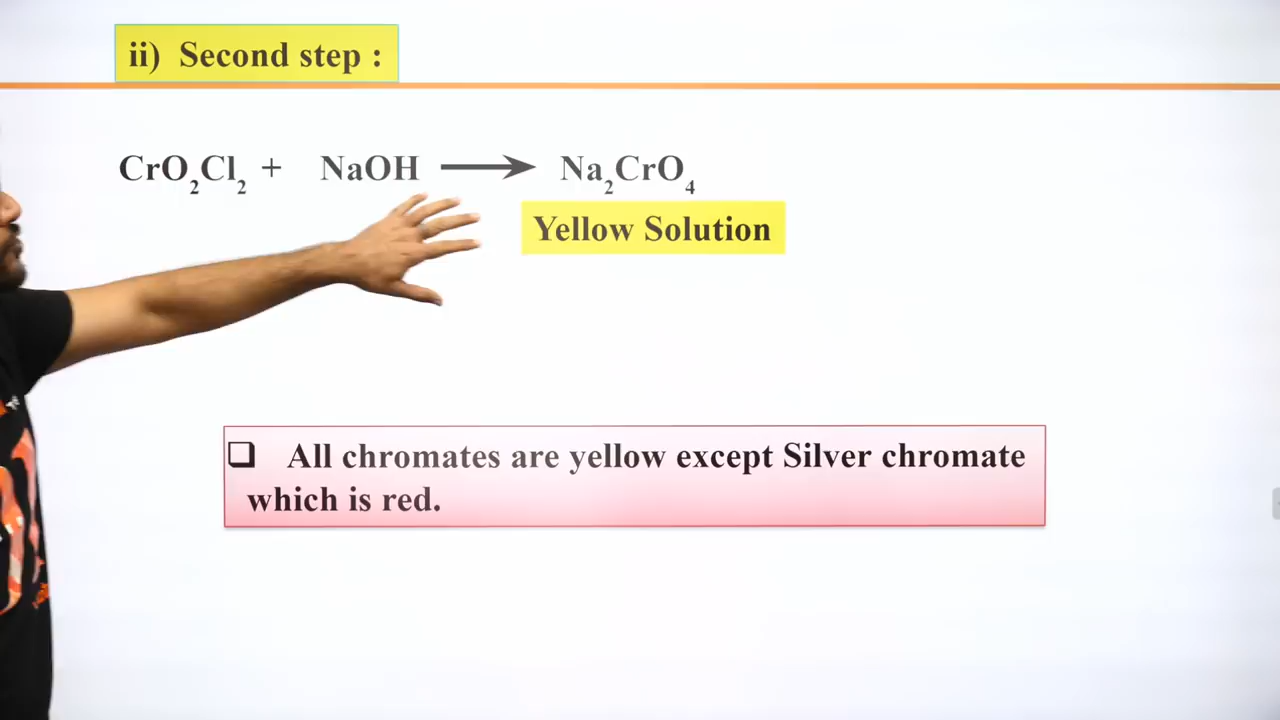 ii) Second step :
CrO₂Cl₂ + NaOH ⟶ Na₂CrO₄
Yellow Solution
❑ All chromates are yellow except Silver chromate
which is red.